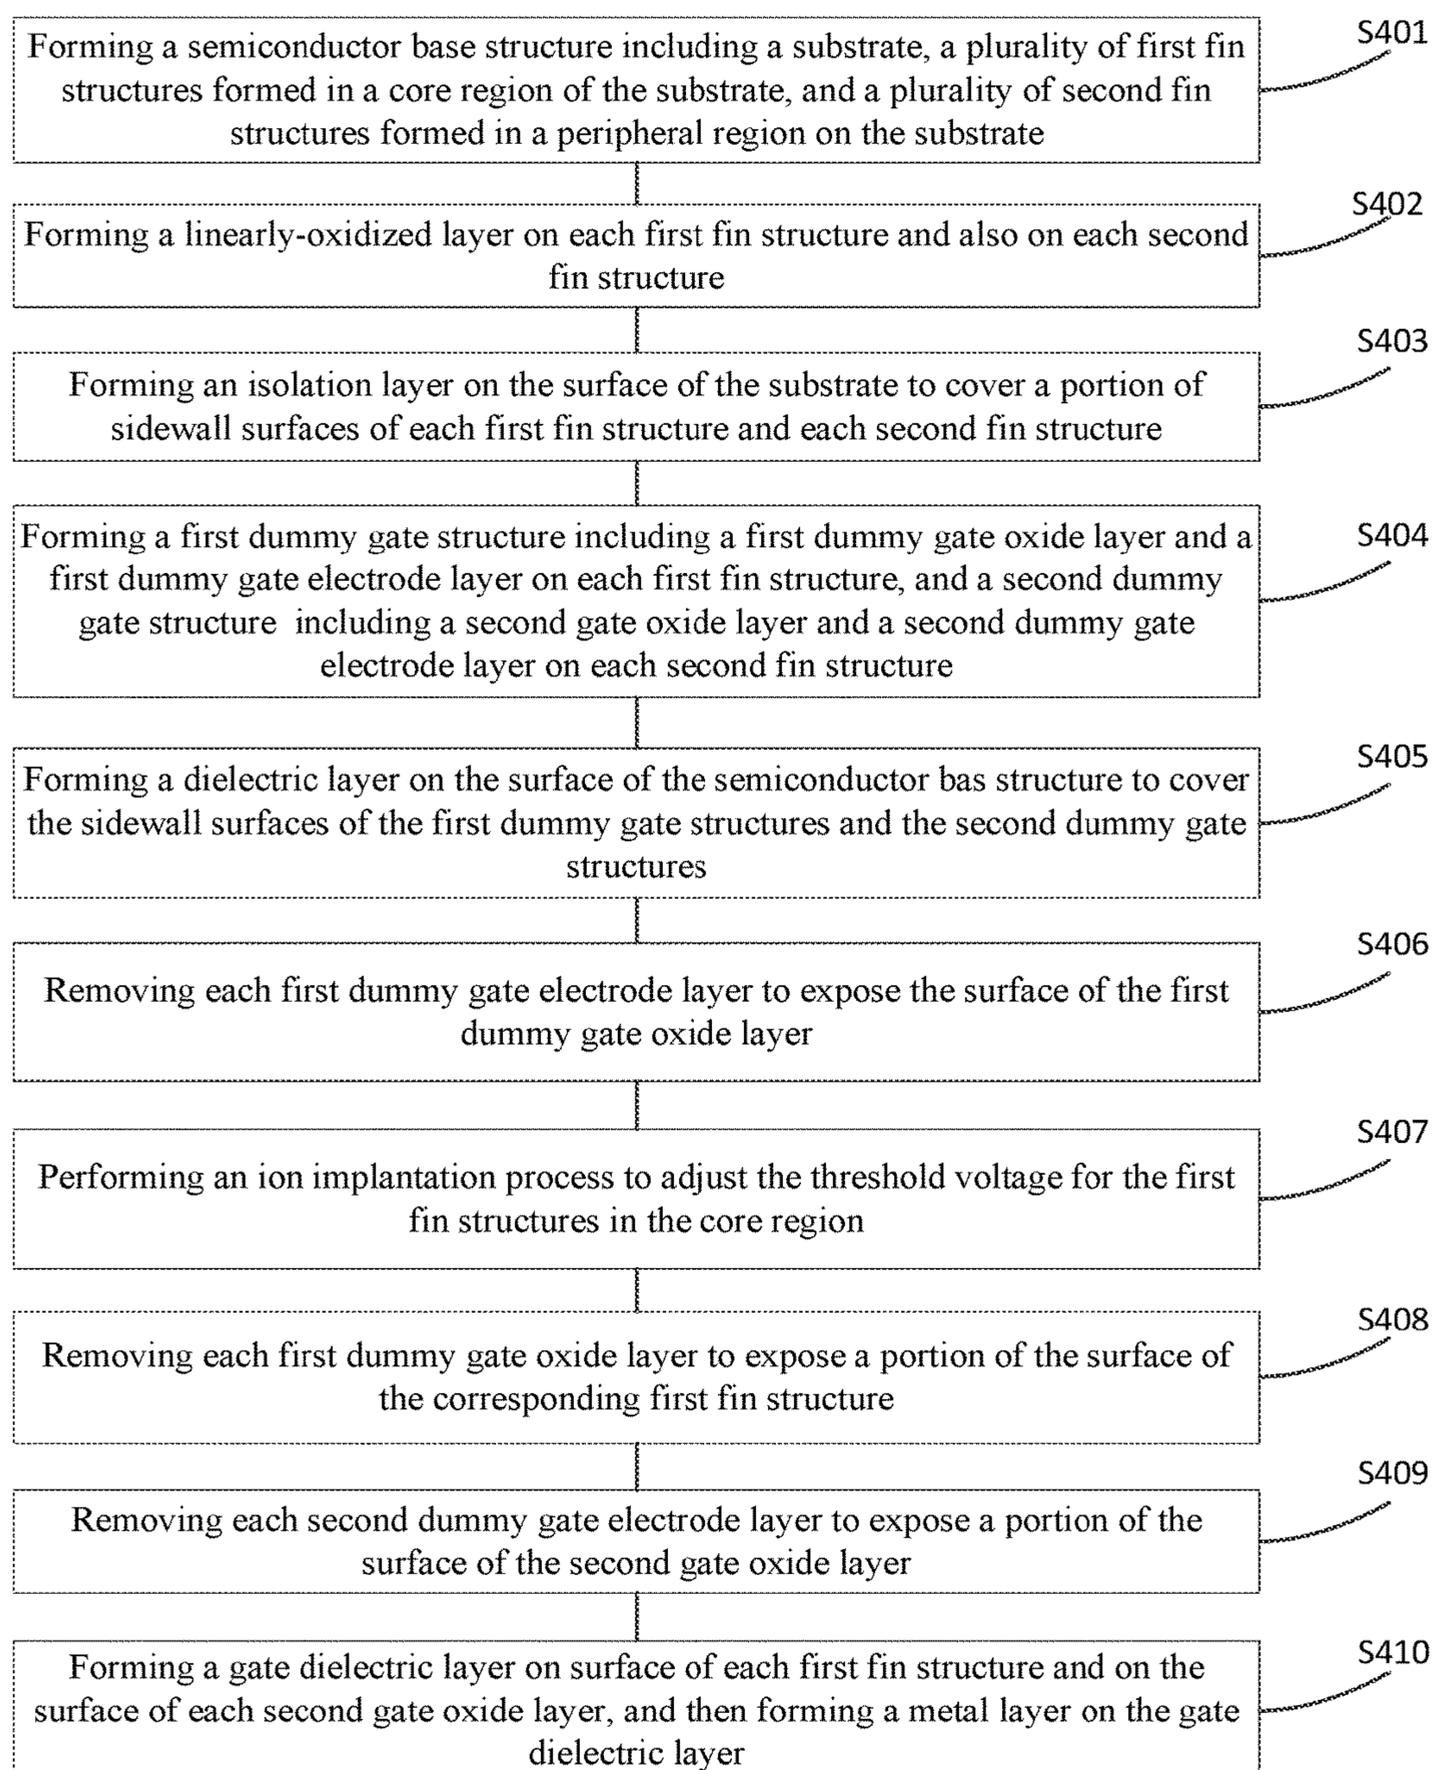 S401
Forming a semiconductor base structure including a substrate, a plurality of first fin
structures formed in a core region of the substrate, and a plurality of second fin
structures formed in a peripheral region on the substrate
S402
Forming a linearly-oxidized layer on each first fin structure and also on each second
fin structure
S403
Forming an isolation layer on the surface of the substrate to cover a portion of
sidewall surfaces of each first fin structure and each second fin structure
S404
Forming a first dummy gate structure including a first dummy gate oxide layer and a
first dummy gate electrode layer on each first fin structure, and a second dummy
gate structure including a second gate oxide layer and a second dummy gate
electrode layer on each second fin structure
S405
Forming a dielectric layer on the surface of the semiconductor bas structure to cover
the sidewall surfaces of the first dummy gate structures and the second dummy gate
structures
S406
Removing each first dummy gate electrode layer to expose the surface of the first
dummy gate oxide layer
S407
Performing an ion implantation process to adjust the threshold voltage for the first
fin structures in the core region
S408
Removing each first dummy gate oxide layer to expose a portion of the surface of
the corresponding first fin structure
S409
Removing each second dummy gate electrode layer to expose a portion of the
surface of the second gate oxide layer
S410
Forming a gate dielectric layer on surface of each first fin structure and on the
surface of each second gate oxide layer, and then forming a metal layer on the gate
dielectric layer